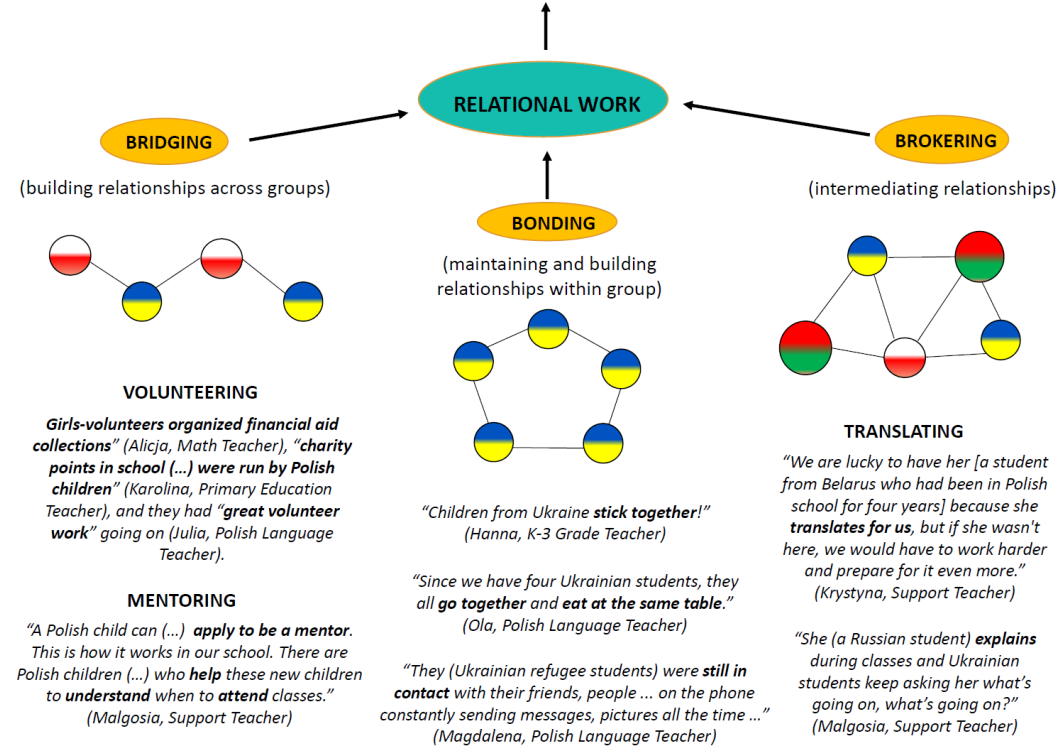 RELATIONAL WORK
BRIDGING
(building relationships across groups)
VOLUNTEERING
Girls-volunteers organized financial aid
collections” (Alicja, Math Teacher), “charity
points in school (...) were run by Polish
children” (Karolina, Primary Education
Teacher), and they had “great volunteer
work” going on (Julia, Polish Language
Teacher).
MENTORING
“A Polish child can (...) apply to be a mentor.
This is how it works in our school. There are
Polish children (...) who help these new children
to understand when to attend classes.”
(Malgosia, Support Teacher)
BONDING
(maintaining and building
relationships within group)
“Children from Ukraine stick together!”
(Hanna, K-3 Grade Teacher)
“Since we have four Ukrainian students, they
all go together and eat at the same table.”
(Ola, Polish Language Teacher)
“They (Ukrainian refugee students) were still in
contact with their friends, people ... on the phone
constantly sending messages, pictures all the time ...”
(Magdalena, Polish Language Teacher)
BROKERING
(intermediating relationships)
TRANSLATING
“We are lucky to have her [a student
from Belarus who had been in Polish
school for four years] because she
translates for us, but if she wasn't
here, we would have to work harder
and prepare for it even more.”
(Krystyna, Support Teacher)
“She (a Russian student) explains
during classes and Ukrainian
students keep asking her what’s
going on, what’s going on?”
(Malgosia, Support Teacher)